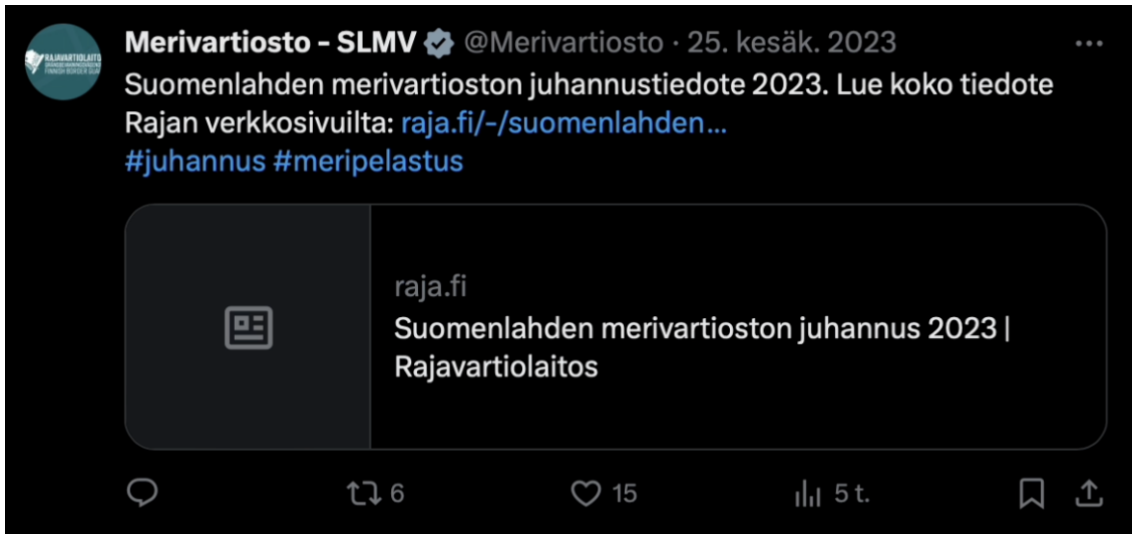 Merivartiosto - SLMV @Merivartiosto · 25. kesäk. 2023
Suomenlahden merivartioston juhannustiedote 2023. Lue koko tiedote
Rajan verkkosivuilta: raja.fi/-/suomenlahden…
#juhannus #meripelastus
raja.fi
Suomenlahden merivartioston juhannus 2023 |
Rajavartiolaitos
6 15 5 t.